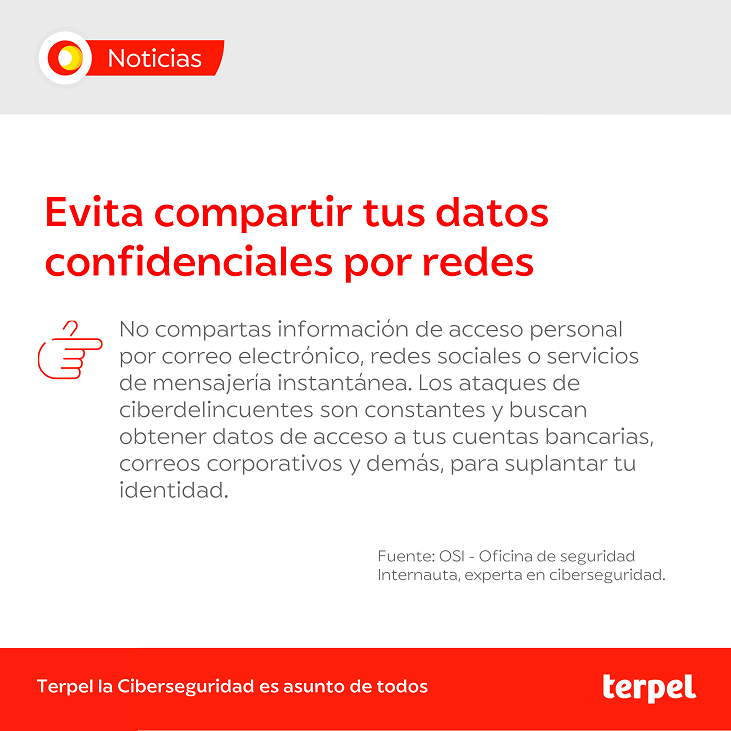 Noticias
Evita compartir tus datos
confidenciales por redes
No compartas información de acceso personal
por correo electrónico, redes sociales o servicios
de mensajería instantánea. Los ataques de
ciberdelincuentes son constantes y buscan
obtener datos de acceso a tus cuentas bancarias,
correos corporativos y demás, para suplantar tu
identidad.
Fuente: OSI - Oficina de seguridad
Internauta, experta en ciberseguridad.
Terpel la Ciberseguridad es asunto de todos
terpel